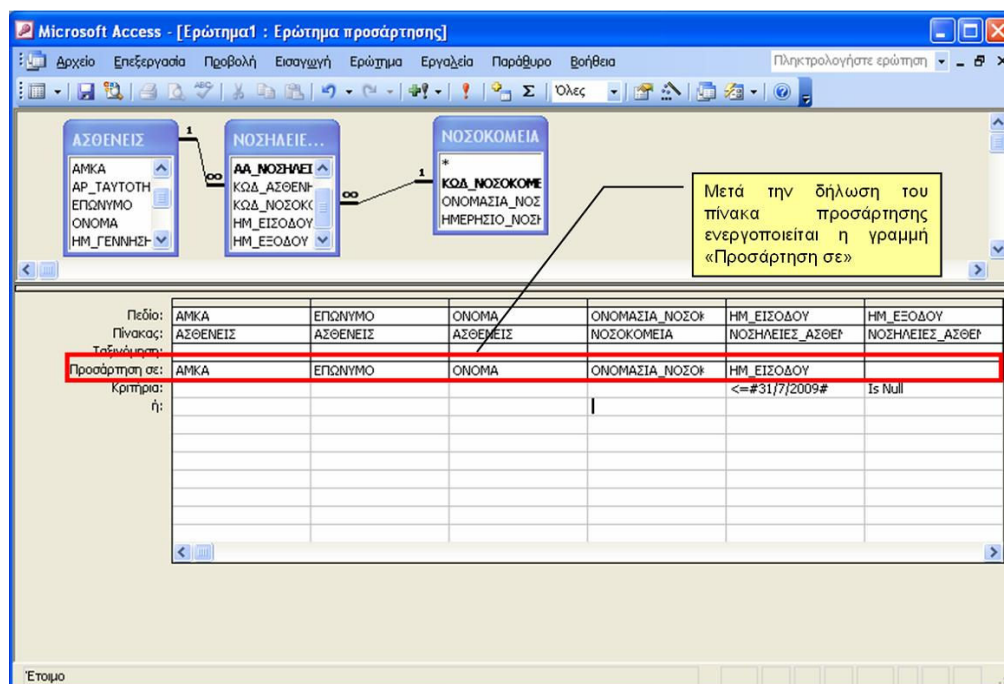 Microsoft Access - [Ερώτημα1 : Ερώτημα προσάρτησης]
Αρχείο Επεξεργασία Προβολή Εισαγωγή Ερώτημα Εργαλεία Παράθυρο Βοήθεια Πληκτρολογήστε ερώτηση
Όλες
ΑΣΘΕΝΕΙΣ
ΑΜΚΑ
ΑΡ_ΤΑΥΤΟΤΗ
ΕΠΩΝΥΜΟ
ΟΝΟΜΑ
ΗΜ_ΓΕΝΝΗΣΗ
1
∞
ΝΟΣΗΛΕΙΕ...
ΑΑ_ΝΟΣΗΛΕΙ
ΚΩΔ_ΑΣΘΕΝΗ
ΚΩΔ_ΝΟΣΟΚΟ
ΗΜ_ΕΙΣΟΔΟΥ
ΗΜ_ΕΞΟΔΟΥ
∞
1
ΝΟΣΟΚΟΜΕΙΑ
*
ΚΩΔ_ΝΟΣΟΚΟΜΕ
ΟΝΟΜΑΣΙΑ_ΝΟΣ
ΗΜΕΡΗΣΙΟ_ΝΟΣΗ
Μετά την δήλωση του
πίνακα προσάρτησης
ενεργοποιείται η γραμμή
«Προσάρτηση σε»
Πεδίο: ΑΜΚΑ ΕΠΩΝΥΜΟ ΟΝΟΜΑ ΟΝΟΜΑΣΙΑ_ΝΟΣΟΚ ΗΜ_ΕΙΣΟΔΟΥ ΗΜ_ΕΞΟΔΟΥ
Πίνακας: ΑΣΘΕΝΕΙΣ ΑΣΘΕΝΕΙΣ ΑΣΘΕΝΕΙΣ ΝΟΣΟΚΟΜΕΙΑ ΝΟΣΗΛΕΙΕΣ_ΑΣΘΕΝ ΝΟΣΗΛΕΙΕΣ_ΑΣΘΕΝ
Ταξινόμηση:
Προσάρτηση σε: ΑΜΚΑ ΕΠΩΝΥΜΟ ΟΝΟΜΑ ΟΝΟΜΑΣΙΑ_ΝΟΣΟΚ ΗΜ_ΕΙΣΟΔΟΥ
Κριτήρια: <=#31/7/2009# Is Null
ή:
Έτοιμο